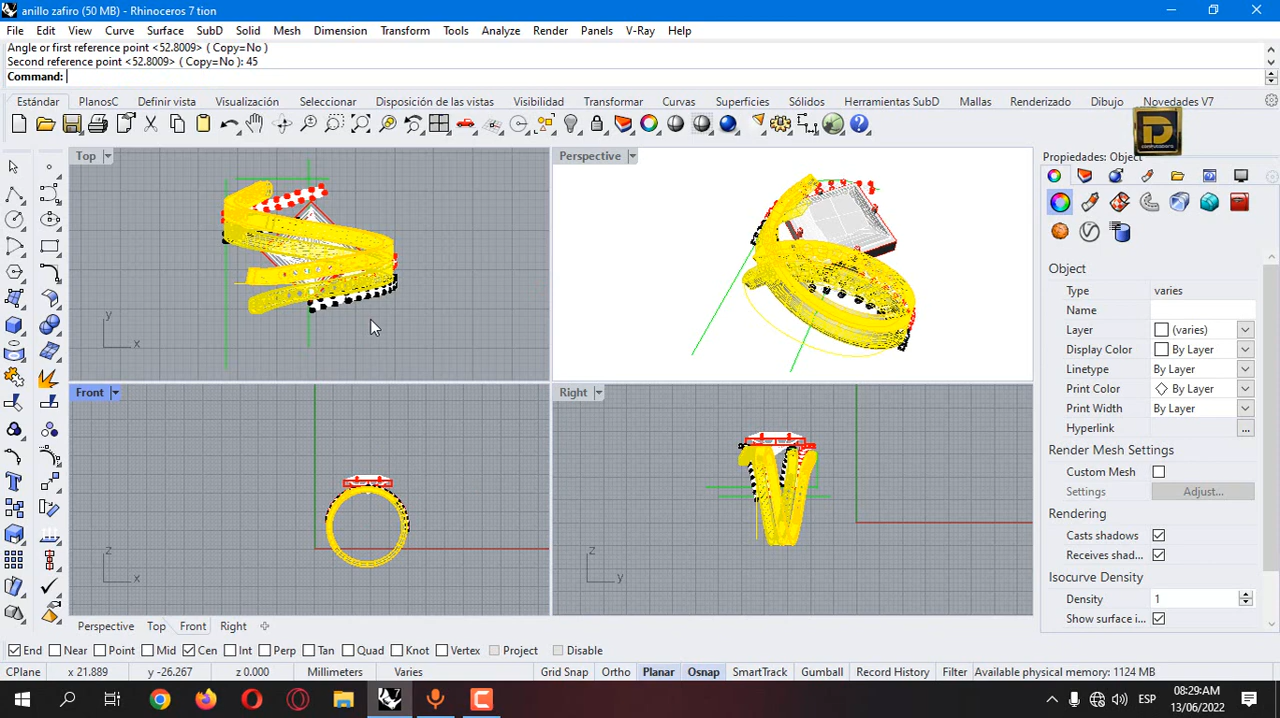 anillo zafiro (50 MB) - Rhinoceros 7 tion
File Edit View Curve Surface SubD Solid Mesh Dimension Transform Tools Analyze Render Panels V-Ray Help
Angle or first reference point <52.8009> ( Copy=No )
Second reference point <52.8009> ( Copy=No ): 45
Command:
Estándar PlanosC Definir vista Visualización Seleccionar Disposición de las vistas Visibilidad Transformar Curvas Superficies Sólidos Herramientas SubD Mallas Renderizado Dibujo Novedades V7
Top
Perspective
Propiedades: Object
Object
Type varies
Name
Layer (varies)
Display Color By Layer
Linetype By Layer
Print Color By Layer
Print Width By Layer
Hyperlink ...
y
x
Front
Right
Render Mesh Settings
Custom Mesh
Settings Adjust...
Rendering
Casts shadows
Receives shad...
Isocurve Density
Density 1
Show surface i...
z
x
z
y
Perspective Top Front Right
End Near Point Mid Cen Int Perp Tan Quad Knot Vertex Project Disable
CPlane x 21.889 y -26.267 z 0.000 Millimeters Varies Grid Snap Ortho Planar Osnap SmartTrack Gumball Record History Filter Available physical memory: 1124 MB
ESP
08:29AM
13/06/2022